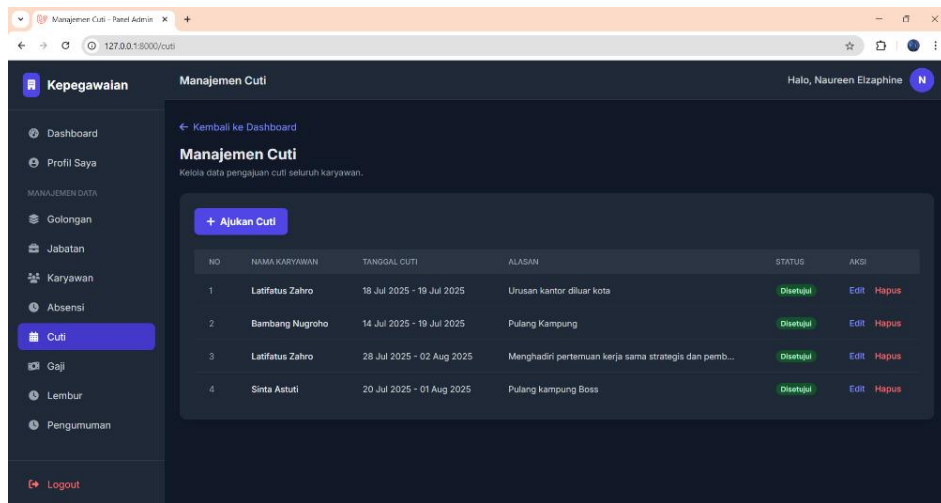 Manajemen Cuti - Panel Admin
127.0.0.1:8000/cuti
Kepegawaian
Manajemen Cuti
Halo, Naureen Elzaphine
N
Dashboard
Profil Saya
MANAJEMEN DATA
Golongan
Jabatan
Karyawan
Absensi
Cuti
Gaji
Lembur
Pengumuman
Logout
← Kembali ke Dashboard
Manajemen Cuti
Kelola data pengajuan cuti seluruh karyawan.
+ Ajukan Cuti
NO NAMA KARYAWAN TANGGAL CUTI ALASAN STATUS AKSI
1 Latifatus Zahro 18 Jul 2025 - 19 Jul 2025 Urusan kantor diluar kota Disetujui Edit Hapus
2 Bambang Nugroho 14 Jul 2025 - 19 Jul 2025 Pulang Kampung Disetujui Edit Hapus
3 Latifatus Zahro 28 Jul 2025 - 02 Aug 2025 Menghadiri pertemuan kerja sama strategis dan pemb... Disetujui Edit Hapus
4 Sinta Astuti 20 Jul 2025 - 01 Aug 2025 Pulang kampung Boss Disetujui Edit Hapus